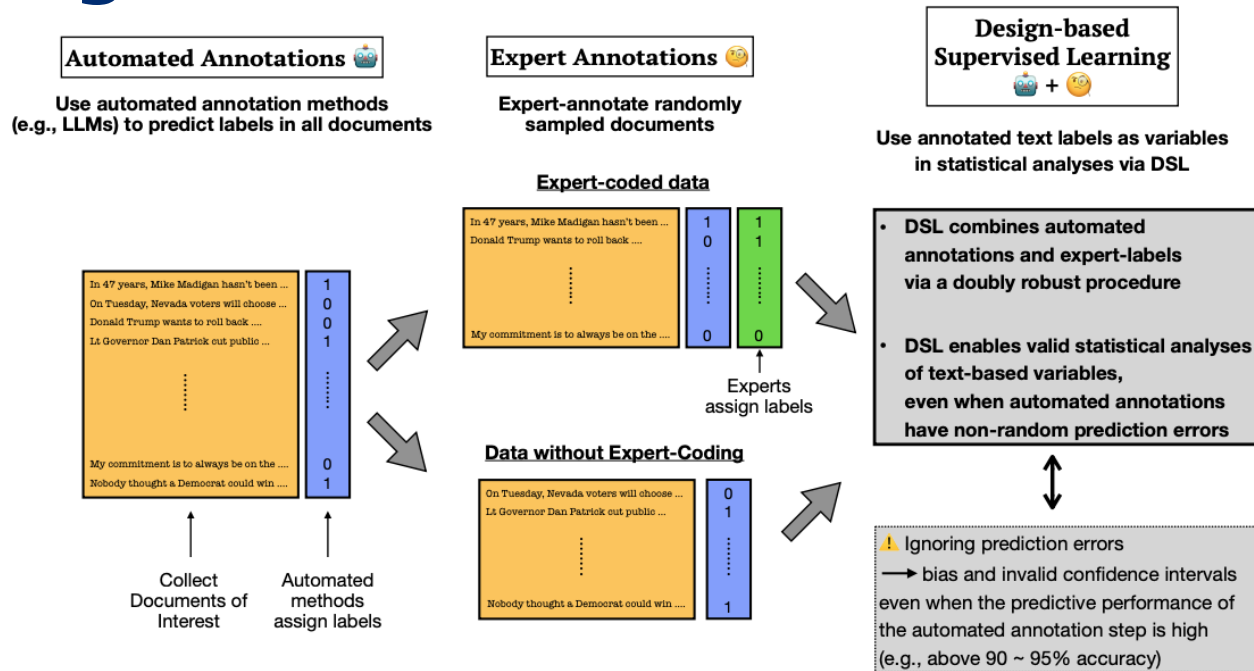 Automated Annotations 🤖
Use automated annotation methods
(e.g., LLMs) to predict labels in all documents
In 47 years, Mike Madigan hasn't been ... 1
On Tuesday, Nevada voters will choose ... 0
Donald Trump wants to roll back .... 0
Lt Governor Dan Patrick cut public ... 1
My commitment is to always be on the .... 0
Nobody thought a Democrat could win .... 1
Collect
Documents of
Interest
Automated
methods
assign labels
Expert Annotations 🧐
Expert-annotate randomly
sampled documents
Expert-coded data
In 47 years, Mike Madigan hasn't been ... 1 1
Donald Trump wants to roll back .... 0 1
My commitment is to always be on the .... 0 0
Experts
assign labels
Data without Expert-Coding
On Tuesday, Nevada voters will choose ... 0
Lt Governor Dan Patrick cut public ... 1
Nobody thought a Democrat could win .... 1
Design-based
Supervised Learning
🤖 + 🧐
Use annotated text labels as variables
in statistical analyses via DSL
• DSL combines automated
annotations and expert-labels
via a doubly robust procedure
• DSL enables valid statistical analyses
of text-based variables,
even when automated annotations
have non-random prediction errors
⚠️ Ignoring prediction errors
⟶ bias and invalid confidence intervals
even when the predictive performance of
the automated annotation step is high
(e.g., above 90 ~ 95% accuracy)